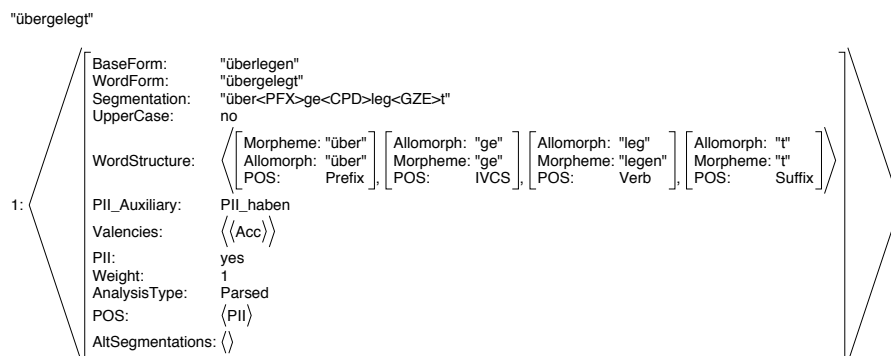 "übergelegt"
BaseForm: "überlegen"
WordForm: "übergelegt"
Segmentation: "über<PFX>ge<CPD>leg<GZE>t"
UpperCase: no
WordStructure: ⟨[Morpheme: "über" Allomorph: "über" POS: Prefix], [Allomorph: "ge" Morpheme: "ge" POS: IVCS], [Allomorph: "leg" Morpheme: "legen" POS: Verb], [Allomorph: "t" Morpheme: "t" POS: Suffix]⟩
1:
PII_Auxiliary: PII_haben
Valencies: ⟨⟨Acc⟩⟩
PII: yes
Weight: 1
AnalysisType: Parsed
POS: ⟨PII⟩
AltSegmentations: ⟨⟩